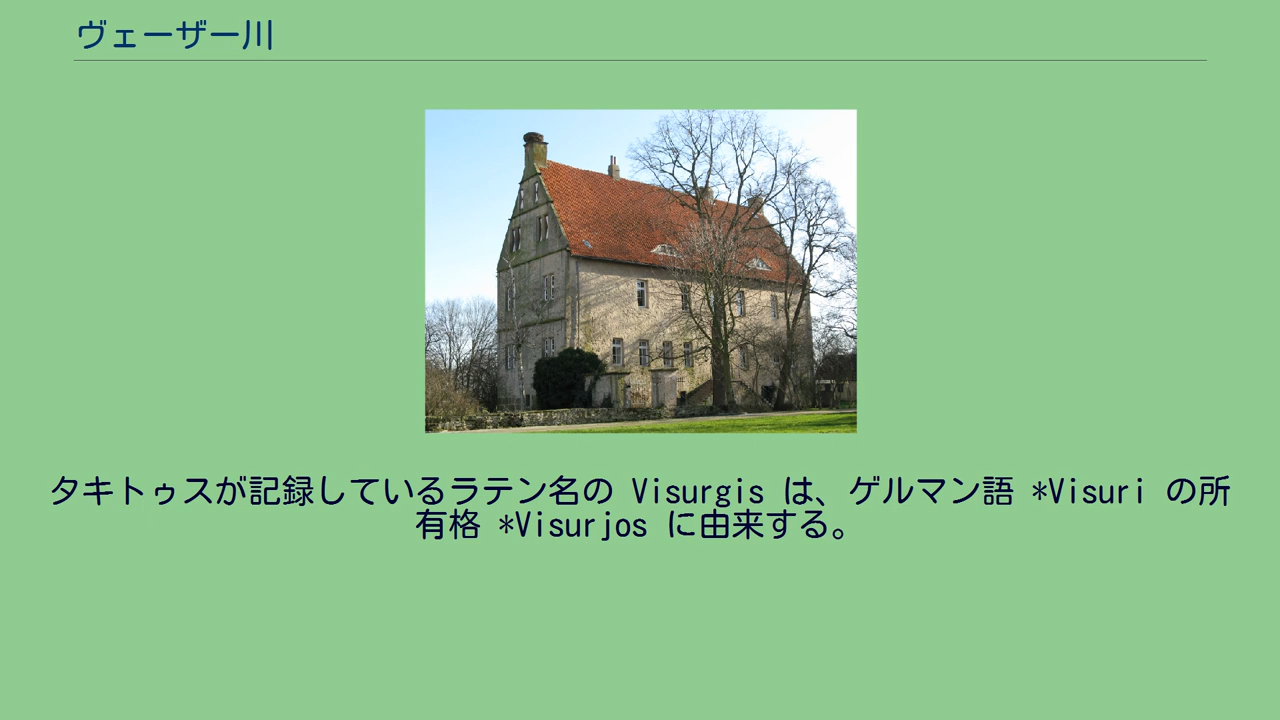 ヴェーザー川
タキトゥスが記録しているラテン名の Visurgis は、ゲルマン語 *Visuri の所
有格 *Visurjos に由来する。